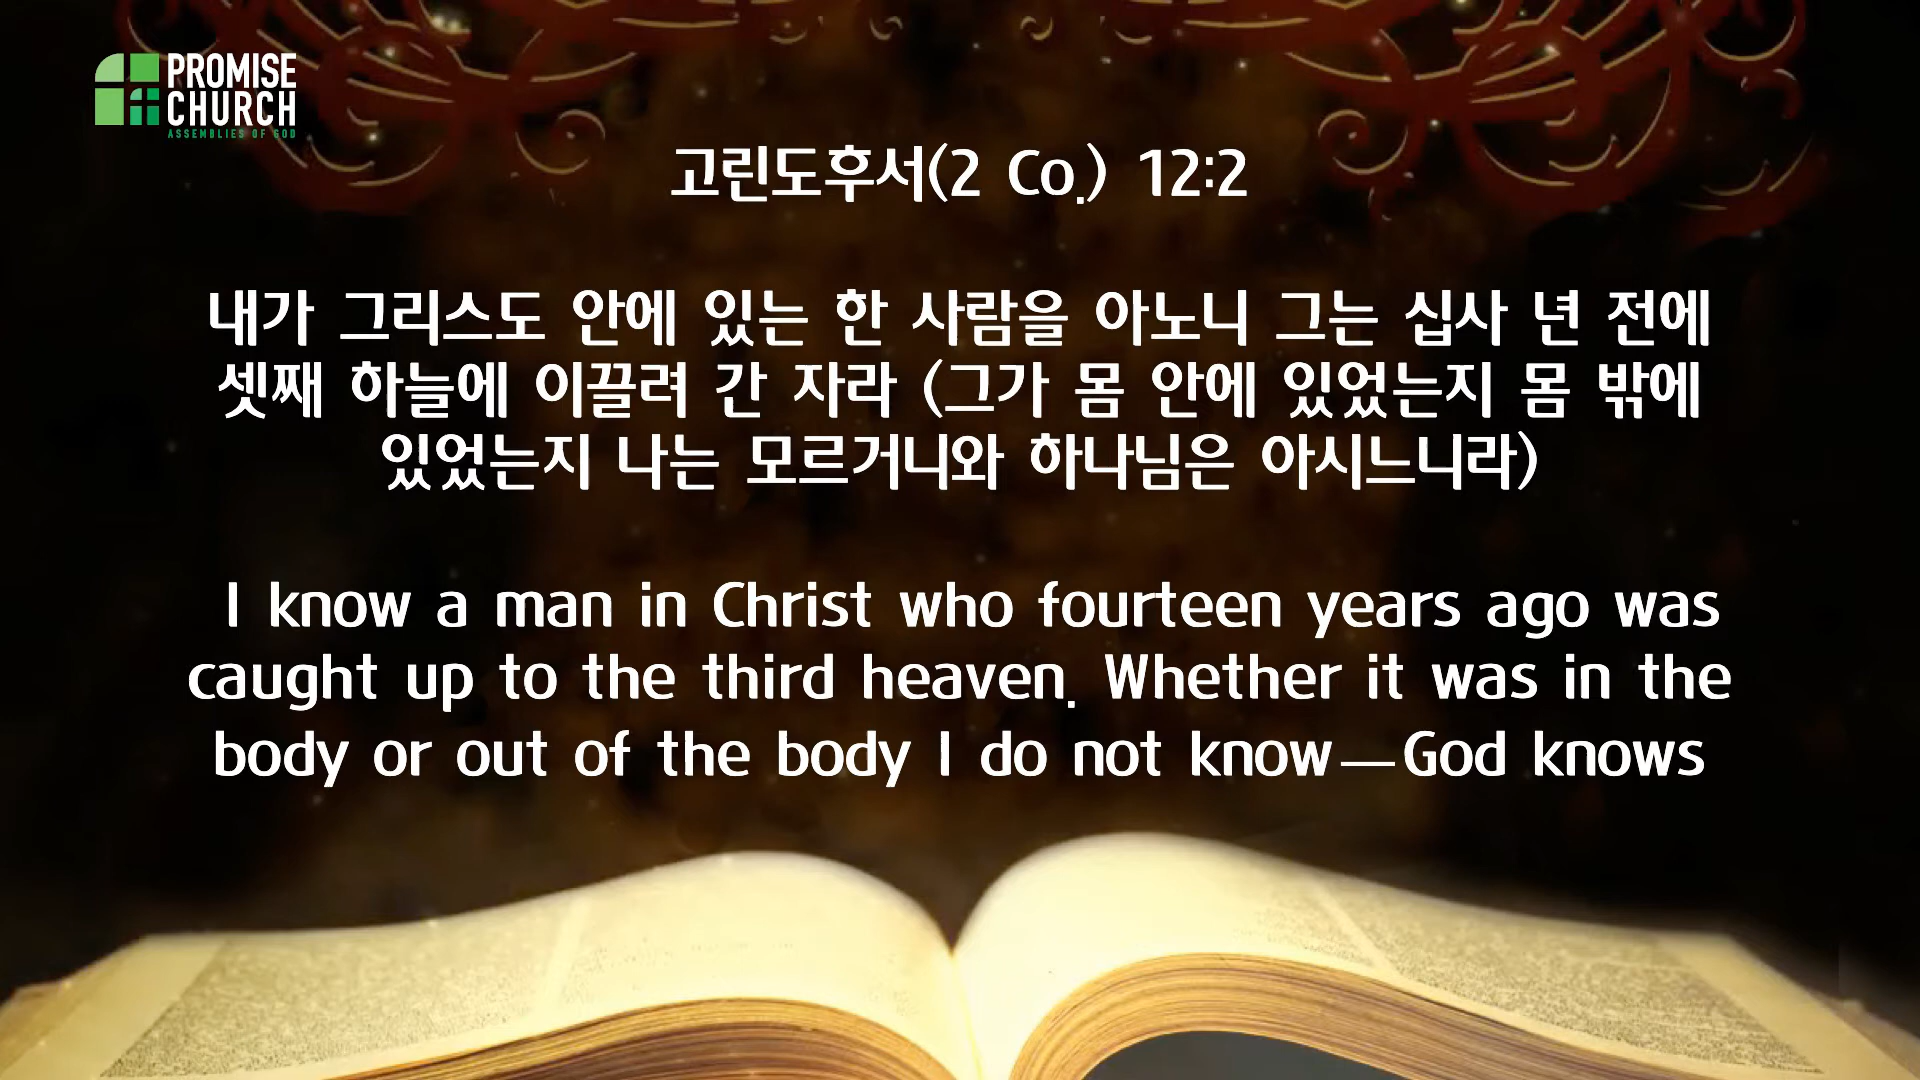 PROMISE
CHURCH
ASSEMBLIES OF GOD
고린도후서(2 Co.) 12:2
내가 그리스도 안에 있는 한 사람을 아노니 그는 십사 년 전에
셋째 하늘에 이끌려 간 자라 (그가 몸 안에 있었는지 몸 밖에
있었는지 나는 모르거니와 하나님은 아시느니라)
I know a man in Christ who fourteen years ago was
caught up to the third heaven. Whether it was in the
body or out of the body I do not know—God knows